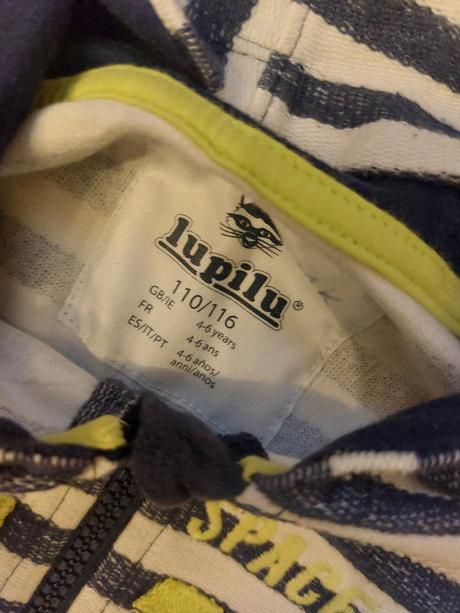 lupilu®
110/116
GB/IE 4-6 years
FR 4-6 ans
ES/IT/PT 4-6 años/
anni/anos
SPACE